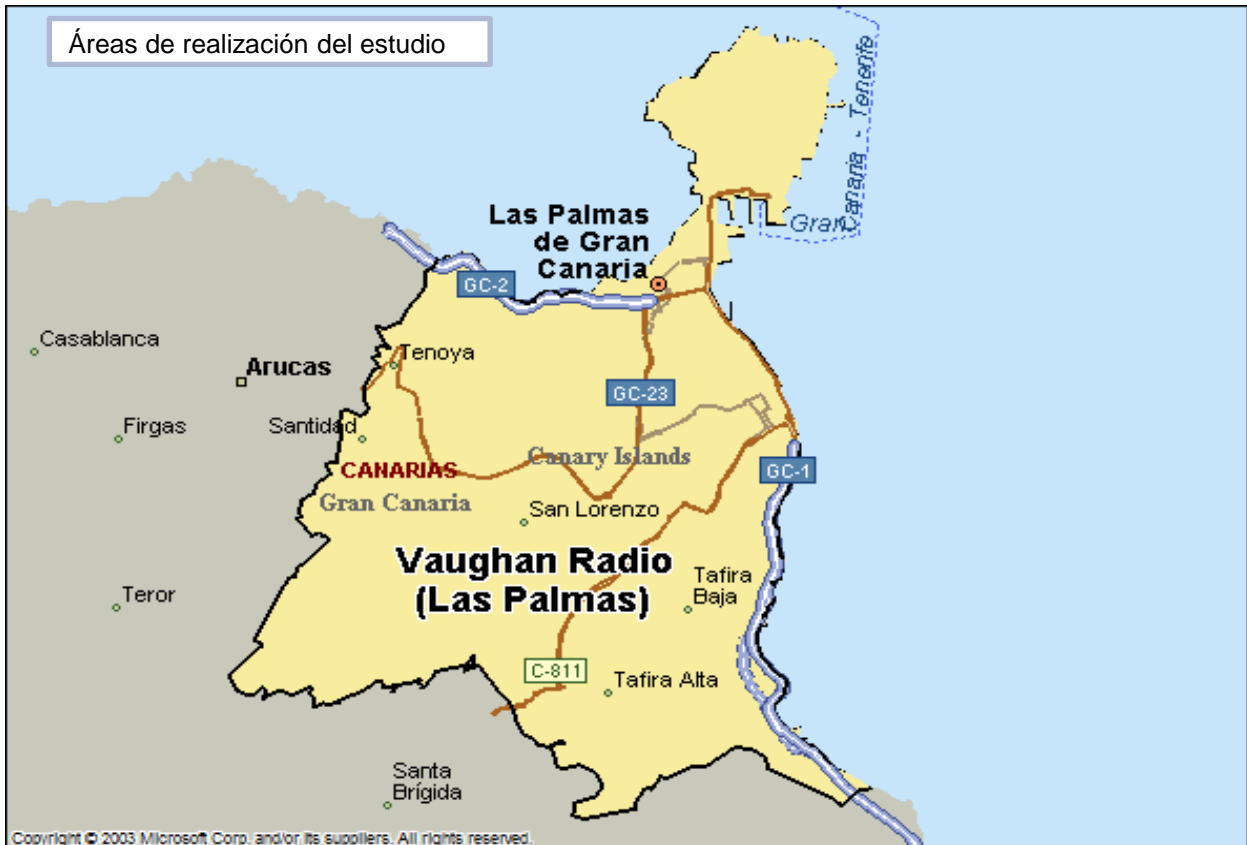 Áreas de realización del estudio
Gran Canaria - Tenerife
Las Palmas
de Gran
Canaria
GC-2
Casablanca
Tenoya
Arucas
GC-23
Firgas
Santidad
Canary Islands
CANARIAS
GC-1
Gran Canaria
San Lorenzo
Vaughan Radio
(Las Palmas)
Tafira
Baja
Teror
C-811
Tafira Alta
Santa
Brígida
Copyright © 2003 Microsoft Corp. and/or its suppliers. All rights reserved.